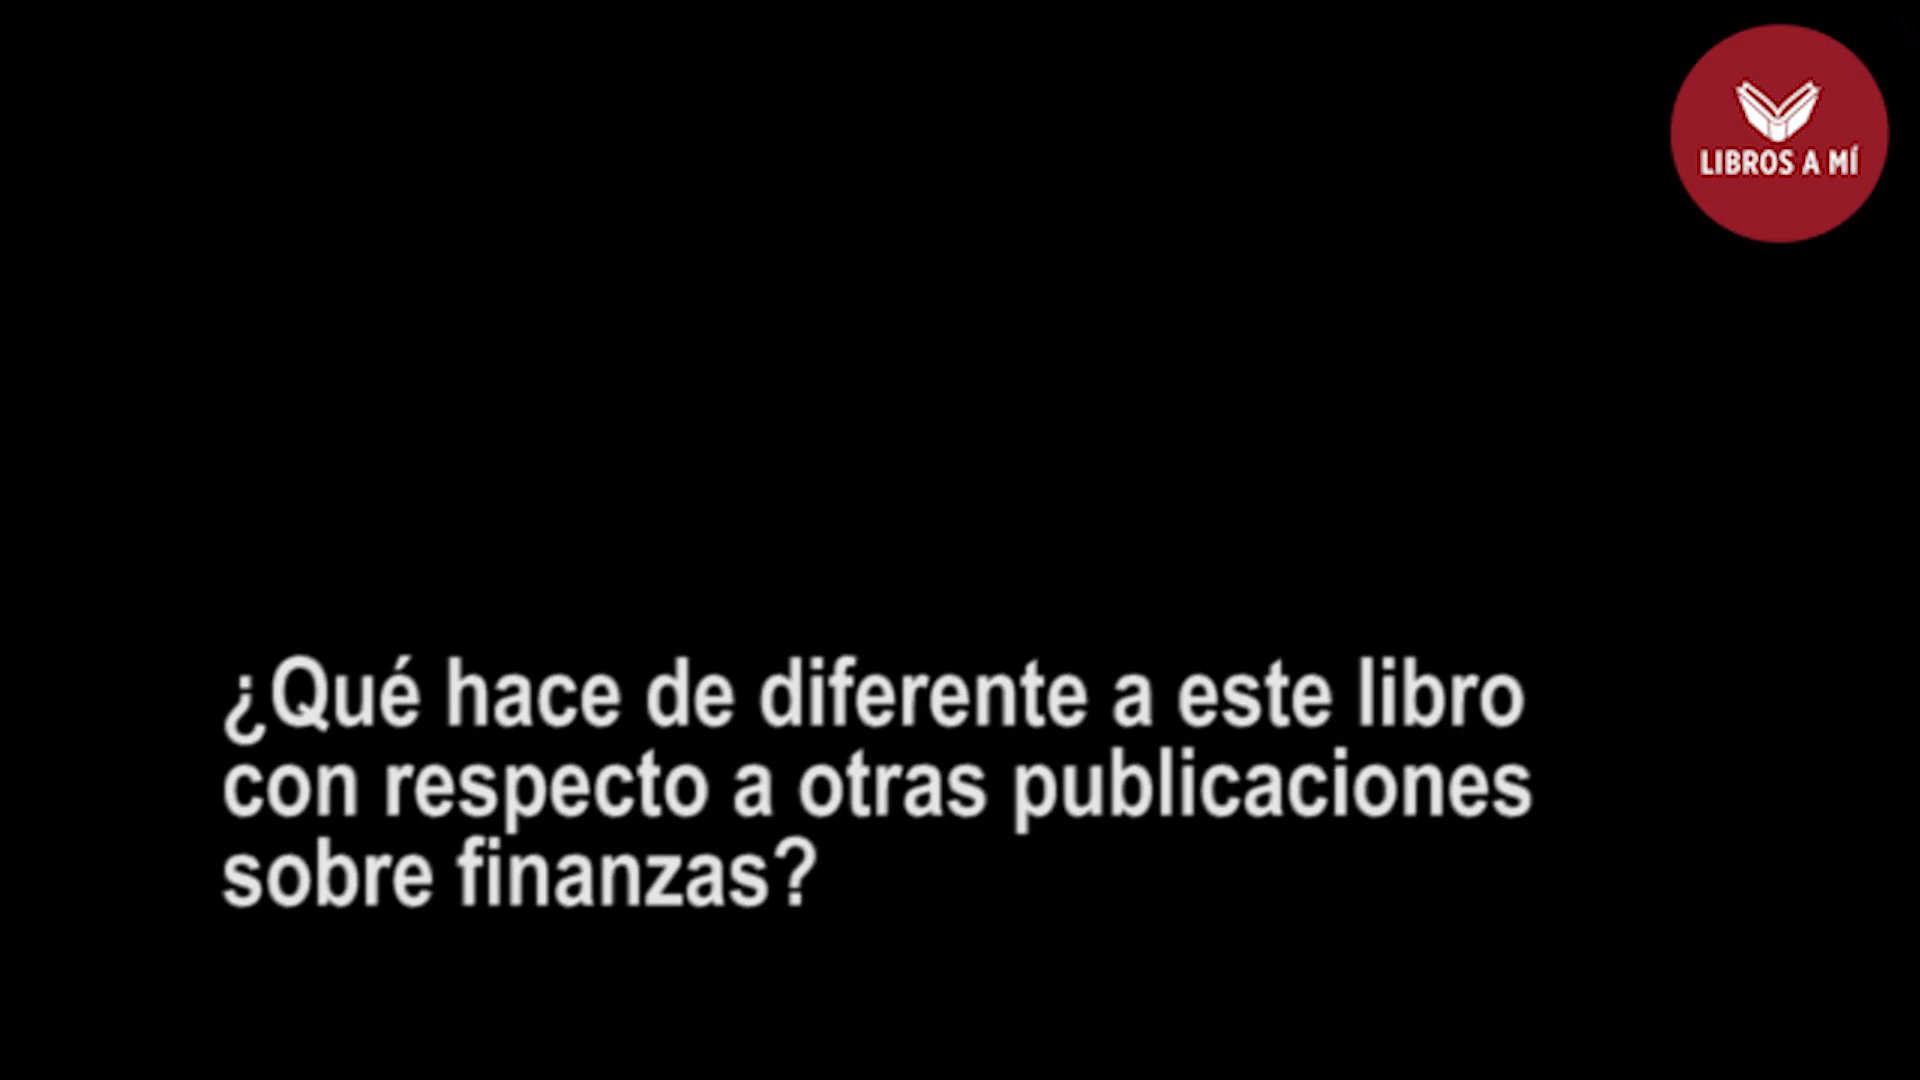 LIBROS A MÍ
¿Qué hace de diferente a este libro
con respecto a otras publicaciones
sobre finanzas?